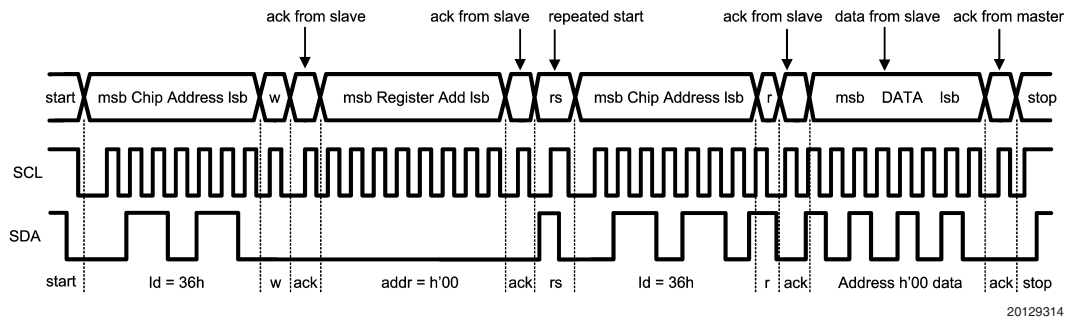 ack from slave ack from slave repeated start ack from slave data from slave ack from master
start msb Chip Address lsb w msb Register Add lsb rs msb Chip Address lsb r msb DATA lsb stop
SCL
SDA
start Id = 36h w ack addr = h'00 ack rs Id = 36h r ack Address h'00 data ack stop
20129314